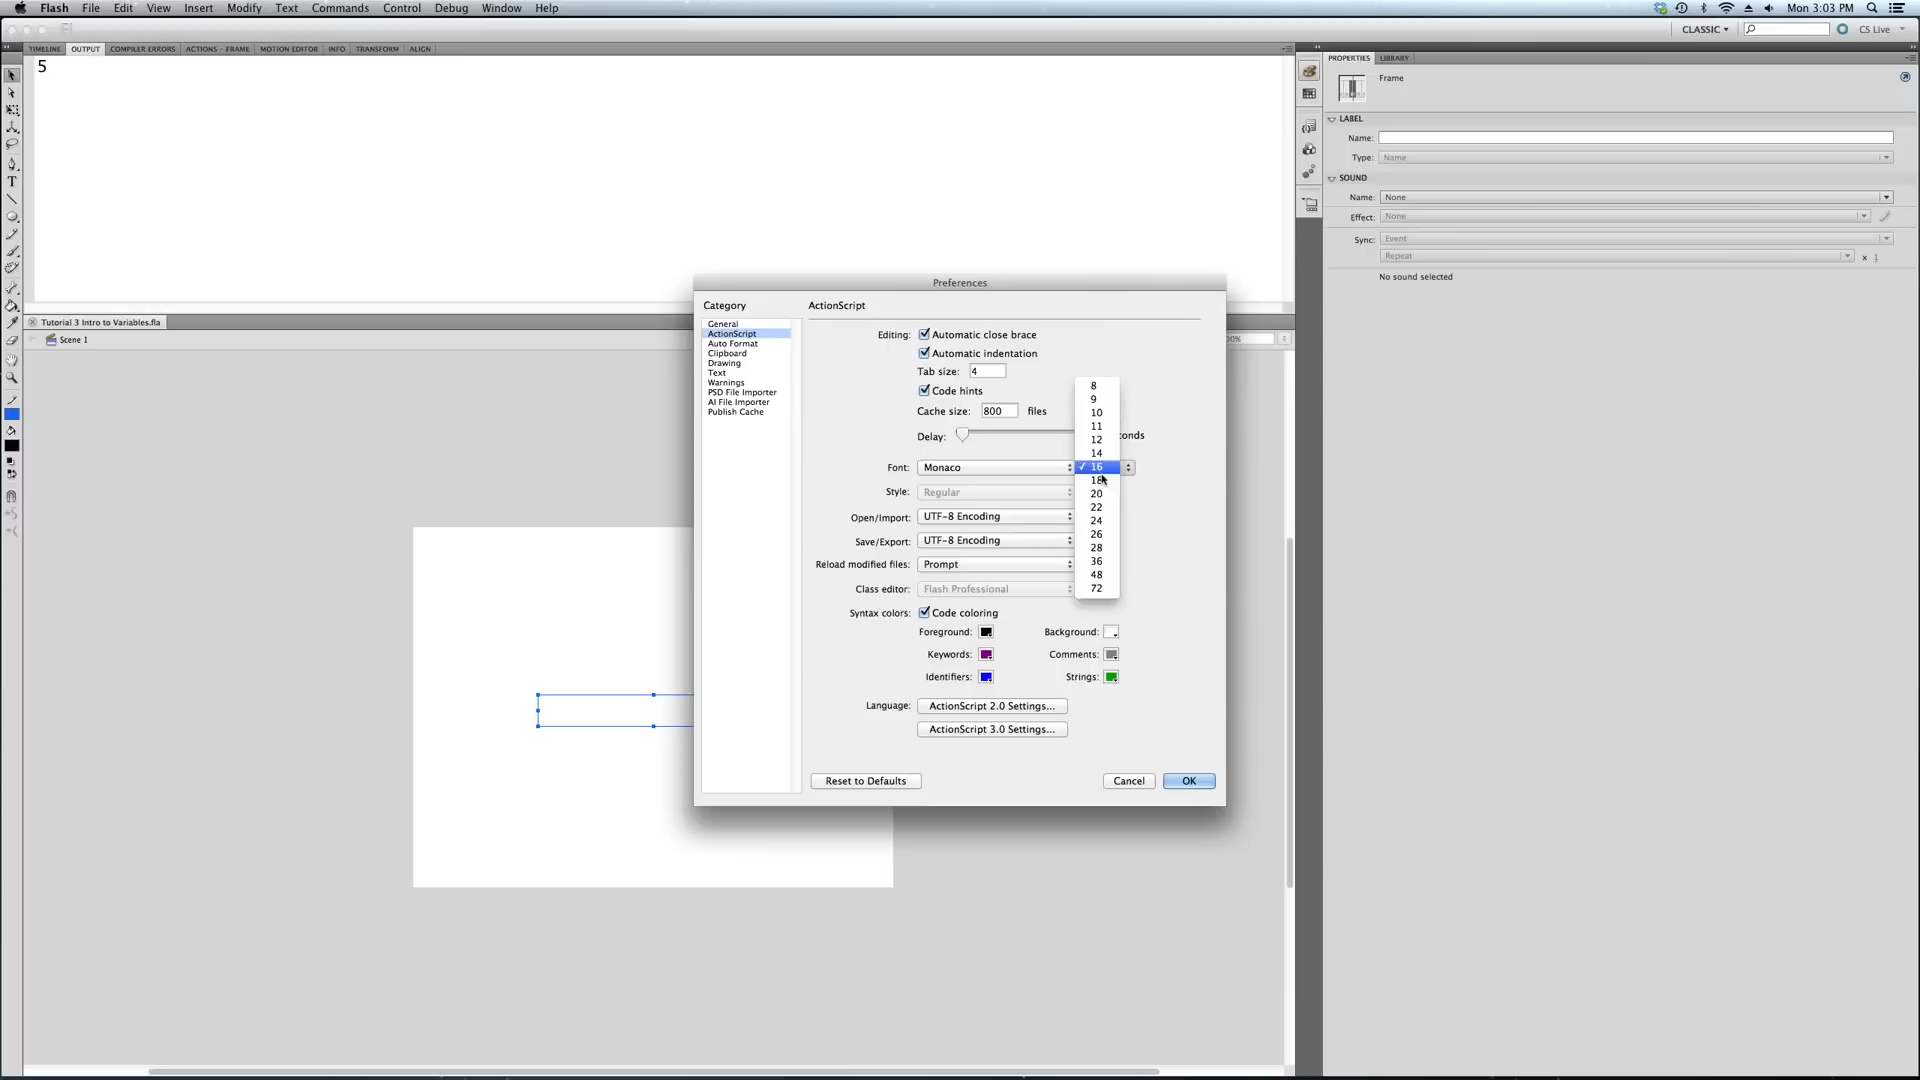 Flash File Edit View Insert Modify Text Commands Control Debug Window Help Mon 3:03 PM
CLASSIC CS Live
TIMELINE OUTPUT COMPILER ERRORS ACTIONS - FRAME MOTION EDITOR INFO TRANSFORM ALIGN
5
Tutorial 3 Intro to Variables.fla
Scene 1
Preferences
Category
General
ActionScript
Auto Format
Clipboard
Drawing
Text
Warnings
PSD File Importer
AI File Importer
Publish Cache
ActionScript
Editing: Automatic close brace
Automatic indentation
Tab size: 4
Code hints
Cache size: 800 files
Delay: onds
Font: Monaco
Style: Regular
Open/Import: UTF-8 Encoding
Save/Export: UTF-8 Encoding
Reload modified files: Prompt
Class editor: Flash Professional
Syntax colors: Code coloring
Foreground: Background:
Keywords: Comments:
Identifiers: Strings:
Language: ActionScript 2.0 Settings...
ActionScript 3.0 Settings...
Reset to Defaults Cancel OK
8
9
10
11
12
14
✓ 16
18
20
22
24
26
28
36
48
72
PROPERTIES LIBRARY
Frame
LABEL
Name:
Type: Name
SOUND
Name: None
Effect: None
Sync: Event
Repeat x 1
No sound selected